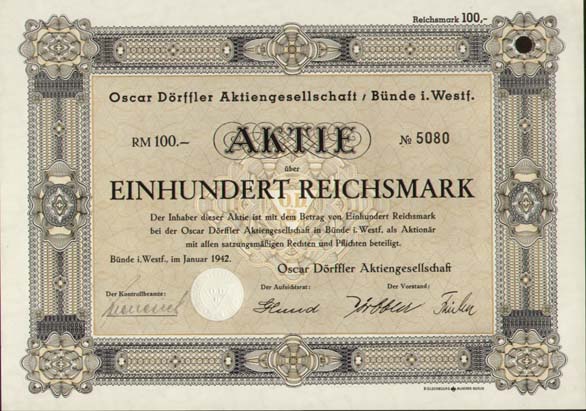 Reichsmark 100,-
Oscar Dörffler Aktiengesellschaft / Bünde i. Westf.
RM 100.— AKTIE № 5080
über
EINHUNDERT REICHSMARK
Der Inhaber dieser Aktie ist mit dem Betrag von Einhundert Reichsmark
bei der Oscar Dörffler Aktiengesellschaft in Bünde i. Westf. als Aktionär
mit allen satzungsmäßigen Rechten und Pflichten beteiligt.
Bünde i. Westf., im Januar 1942.
Oscar Dörffler Aktiengesellschaft
Der Kontrollbeamte: Der Aufsichtsrat: Der Vorstand: